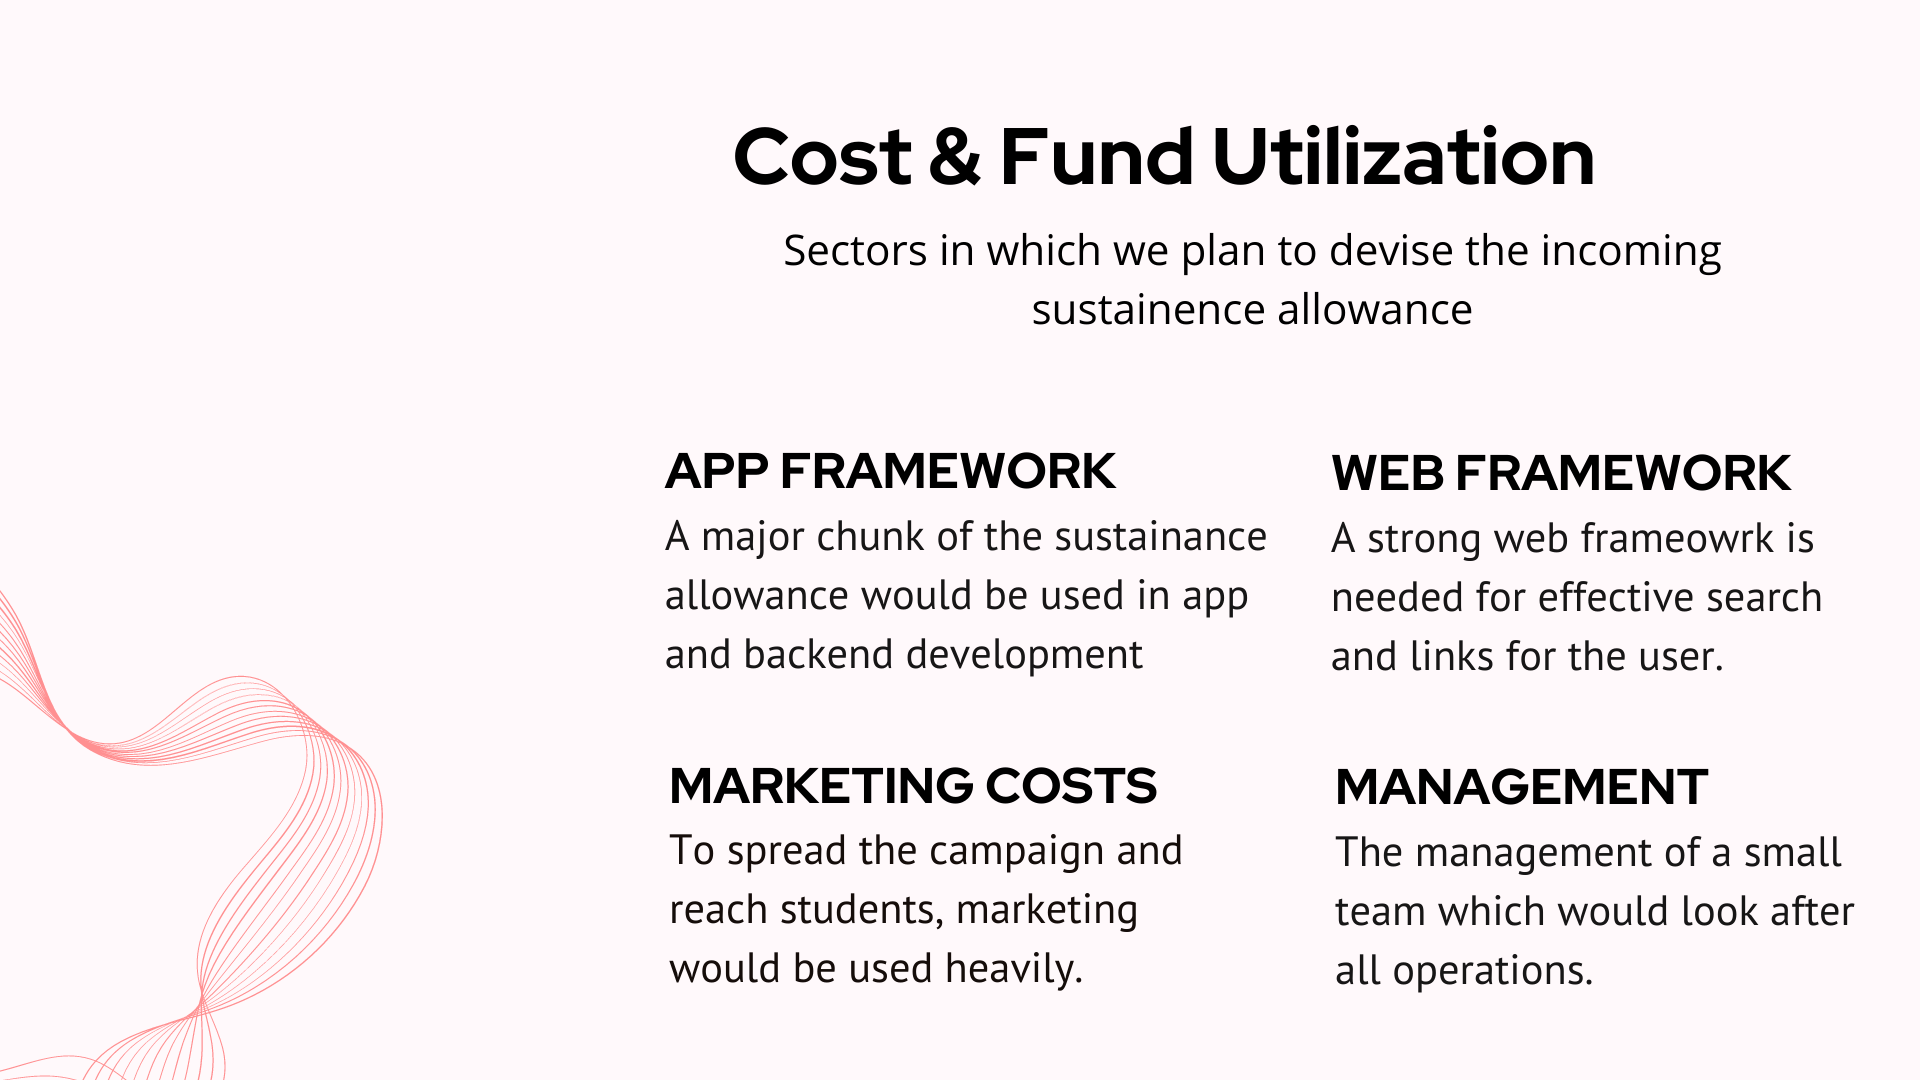 Cost & Fund Utilization
Sectors in which we plan to devise the incoming
sustainence allowance
APP FRAMEWORK
A major chunk of the sustainance
allowance would be used in app
and backend development
WEB FRAMEWORK
A strong web frameowrk is
needed for effective search
and links for the user.
MARKETING COSTS
To spread the campaign and
reach students, marketing
would be used heavily.
MANAGEMENT
The management of a small
team which would look after
all operations.